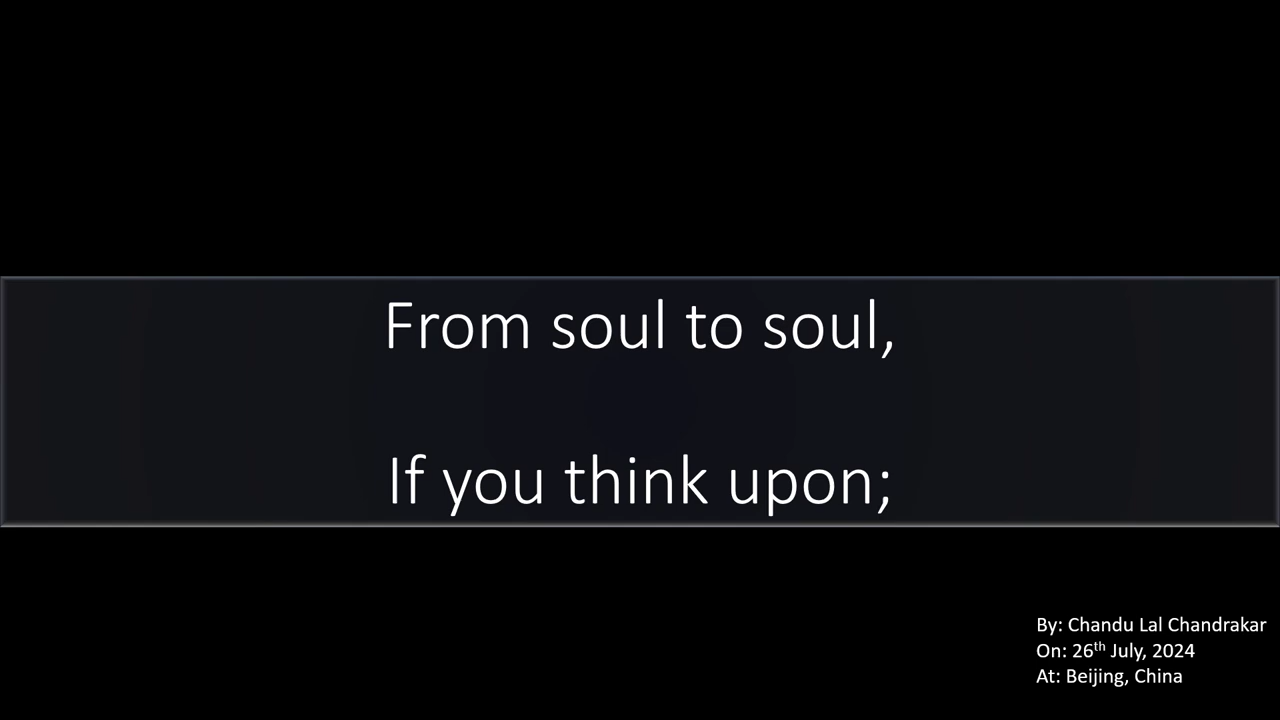 From soul to soul,
If you think upon;
By: Chandu Lal Chandrakar
On: 26th July, 2024
At: Beijing, China